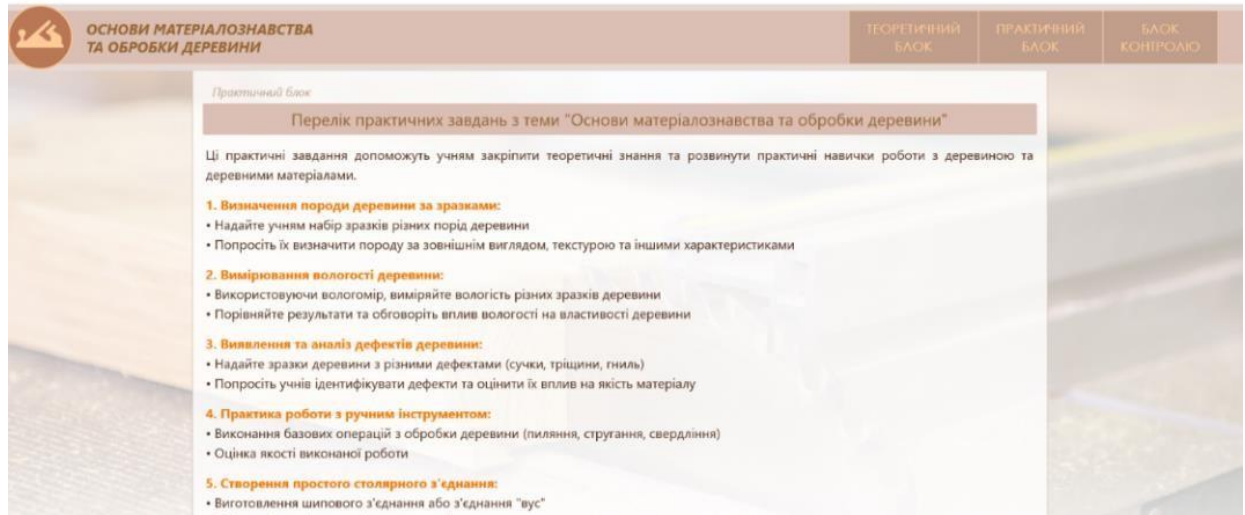 ОСНОВИ МАТЕРІАЛОЗНАВСТВА
ТА ОБРОБКИ ДЕРЕВИНИ
ТЕОРЕТИЧНИЙ
БЛОК
ПРАКТИЧНИЙ
БЛОК
БЛОК
КОНТРОЛЮ
Практичний блок
Перелік практичних завдань з теми "Основи матеріалознавства та обробки деревини"
Ці практичні завдання допоможуть учням закріпити теоретичні знання та розвинути практичні навички роботи з деревиною та
деревними матеріалами.
1. Визначення породи деревини за зразками:
• Надайте учням набір зразків різних порід деревини
• Попросіть їх визначити породу за зовнішнім виглядом, текстурою та іншими характеристиками
2. Вимірювання вологості деревини:
• Використовуючи вологомір, виміряйте вологість різних зразків деревини
• Порівняйте результати та обговоріть вплив вологості на властивості деревини
3. Виявлення та аналіз дефектів деревини:
• Надайте зразки деревини з різними дефектами (сучки, тріщини, гниль)
• Попросіть учнів ідентифікувати дефекти та оцінити їх вплив на якість матеріалу
4. Практика роботи з ручним інструментом:
• Виконання базових операцій з обробки деревини (пиляння, стругання, свердління)
• Оцінка якості виконаної роботи
5. Створення простого столярного з'єднання:
• Виготовлення шипового з'єднання або з'єднання "вус"